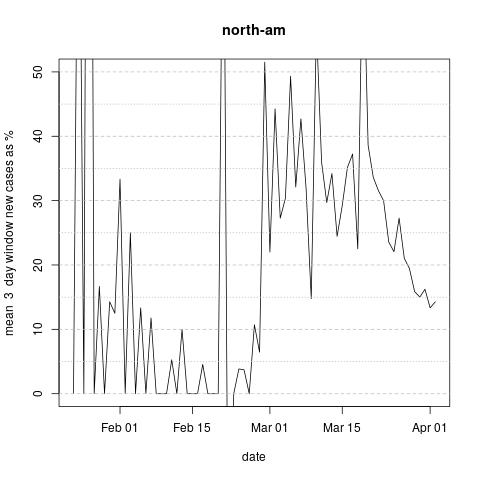 north-am
mean 3 day window new cases as %
50
40
30
20
10
0
Feb 01
Feb 15
Mar 01
Mar 15
Apr 01
date